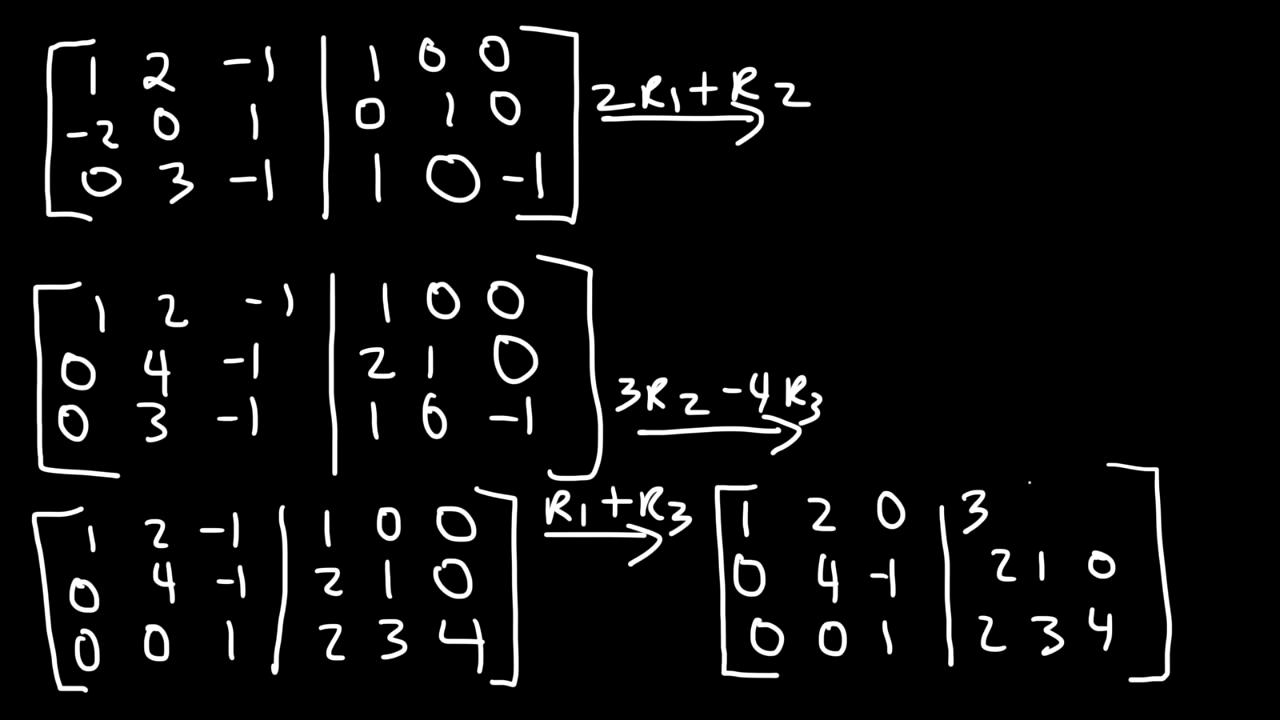 1 2 -1 | 1 0 0
2R1+R2
-2 0 1 | 0 1 0
0 3 -1 | 1 0 -1
1 2 -1 | 1 0 0
0 4 -1 | 2 1 0
0 3 -1 | 1 0 -1
3R2-4R3
1 2 -1 | 1 0 0
0 4 -1 | 2 1 0
0 0 1 | 2 3 4
R1+R3
1 2 0 | 3
0 4 -1 | 2 1 0
0 0 1 | 2 3 4